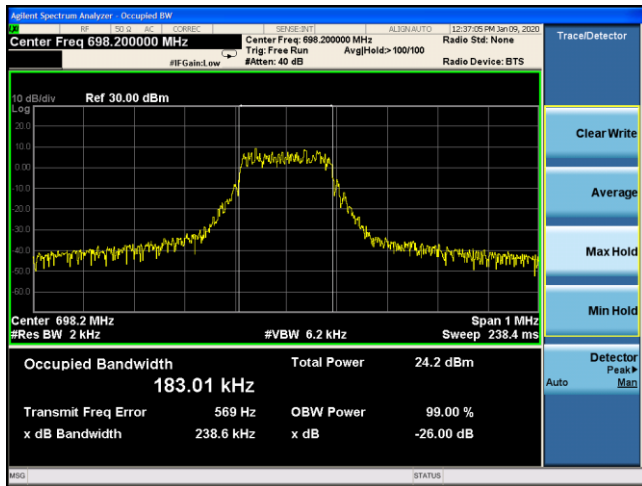 Agilent Spectrum Analyzer - Occupied BW
RF 50 Ω AC CORREC SENSE:INT ALIGNAUTO 12:37:05 PM Jan 09, 2020
Center Freq 698.200000 MHz
Center Freq: 698.200000 MHz
Radio Std: None
Trig: Free Run Avg|Hold:> 100/100
#IFGain:Low #Atten: 40 dB Radio Device: BTS
10 dB/div Ref 30.00 dBm
Log
20.0
10.0
0.00
-10.0
-20.0
-30.0
-40.0
-50.0
-60.0
Center 698.2 MHz Span 1 MHz
#Res BW 2 kHz #VBW 6.2 kHz Sweep 238.4 ms
Occupied Bandwidth Total Power 24.2 dBm
183.01 kHz
Transmit Freq Error 569 Hz OBW Power 99.00 %
x dB Bandwidth 238.6 kHz x dB -26.00 dB
MSG STATUS
Trace/Detector
Clear Write
Average
Max Hold
Min Hold
Detector
Peak▶
Auto Man